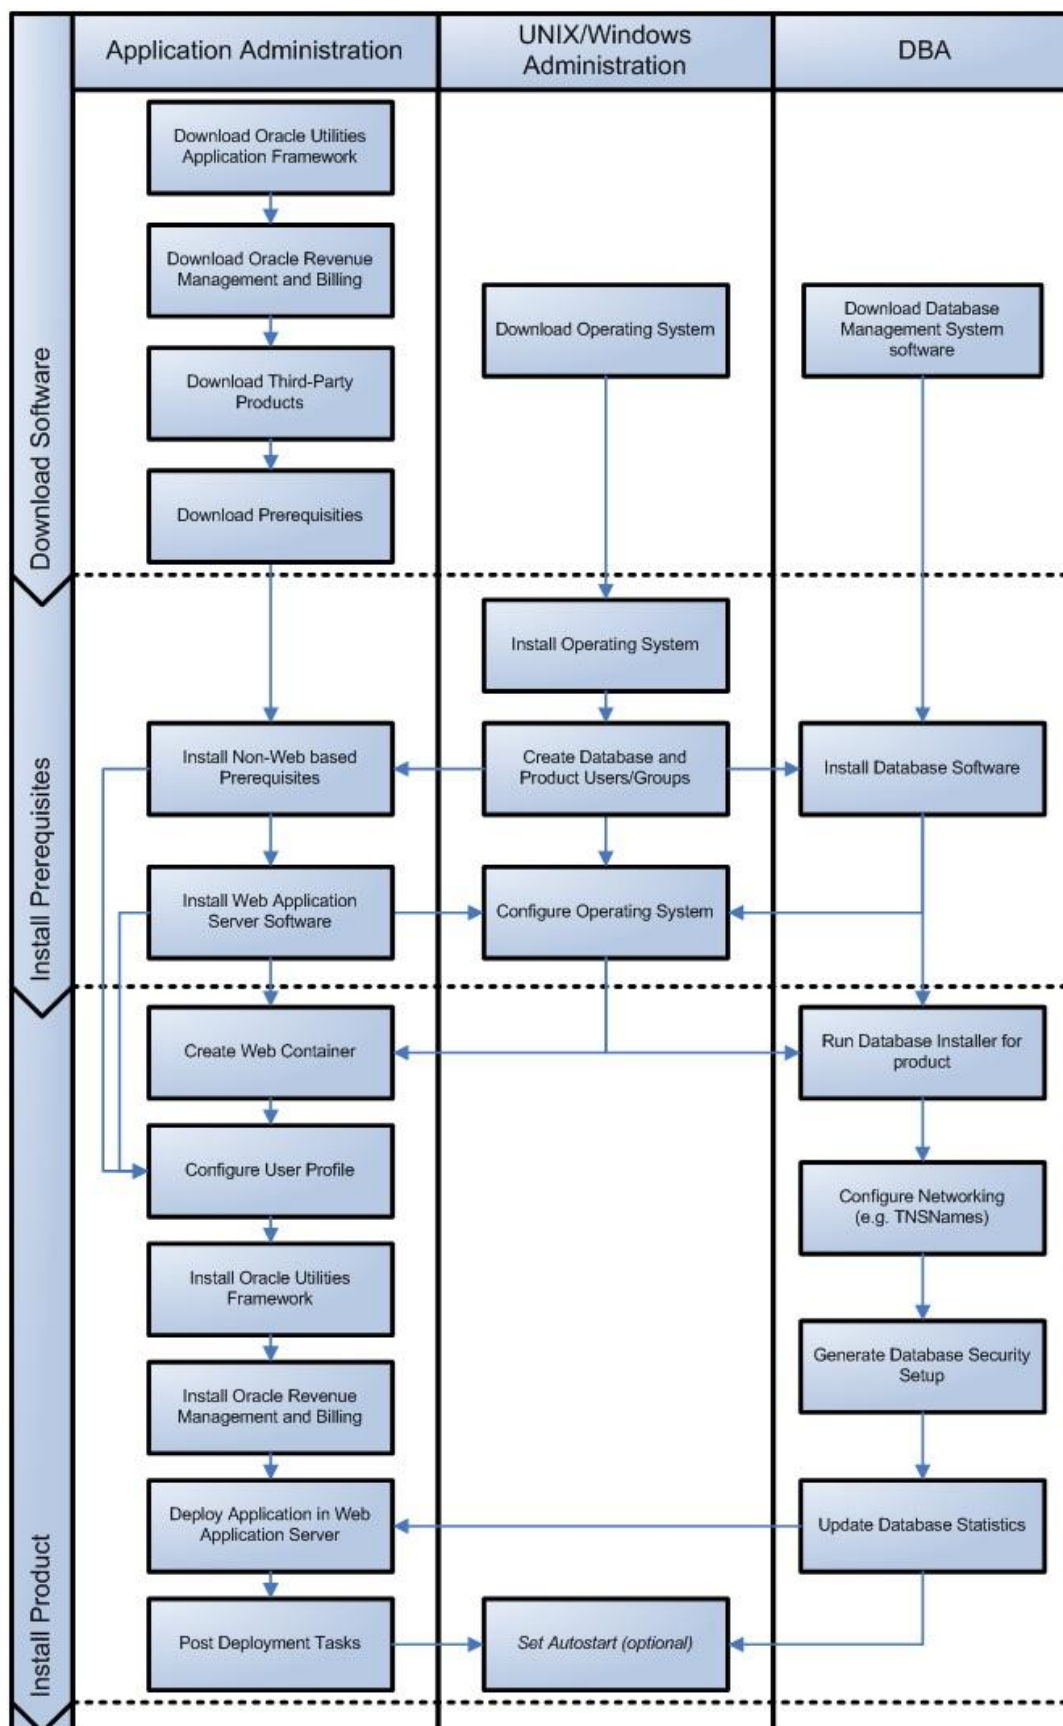 Application Administration
UNIX/Windows
Administration
DBA
Download Software
Download Oracle Utilities
Application Framework
Download Oracle Revenue
Management and Billing
Download Third-Party
Products
Download Prerequisities
Download Operating System
Download Database
Management System
software
Install Prerequisites
Install Operating System
Install Non-Web based
Prerequisites
Create Database and
Product Users/Groups
Install Database Software
Install Web Application
Server Software
Configure Operating System
Install Product
Create Web Container
Run Database Installer for
product
Configure User Profile
Configure Networking
(e.g. TNSNames)
Install Oracle Utilities
Framework
Generate Database Security
Setup
Install Oracle Revenue
Management and Billing
Deploy Application in Web
Application Server
Update Database Statistics
Post Deployment Tasks
Set Autostart (optional)